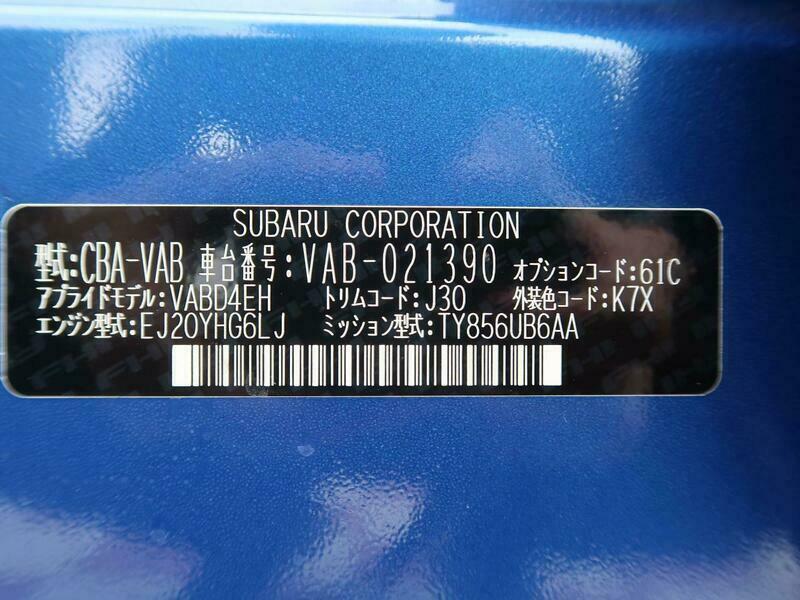 SUBARU CORPORATION
型式:CBA-VAB 車台番号:VAB-021390 オプションコード:61C
アプライドモデル:VABD4EH トリムコード:J30 外装色コード:K7X
エンジン型式:EJ20YHG6LJ ミッション型式:TY856UB6AA